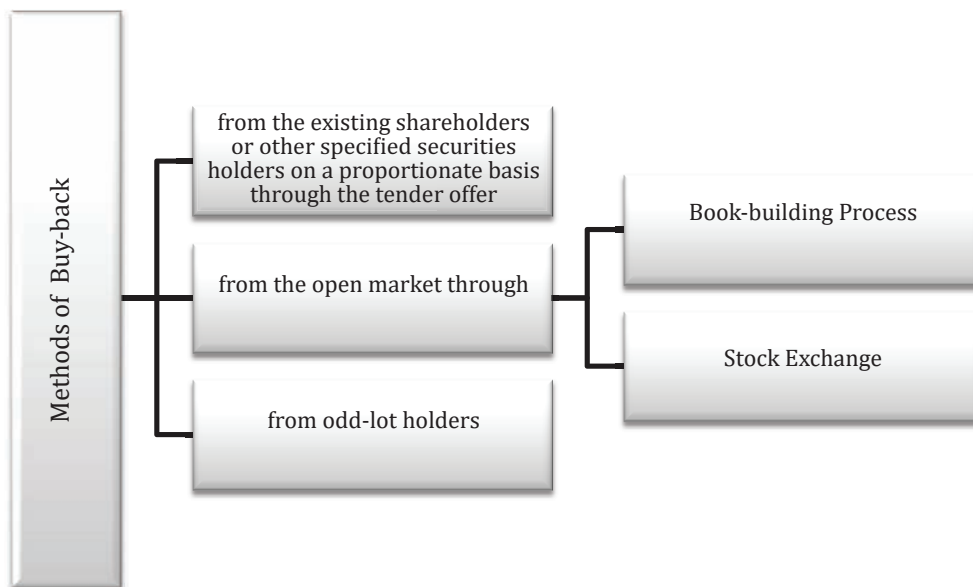 Methods of Buy-back
from the existing shareholders
or other specified securities
holders on a proportionate basis
through the tender offer
from the open market through
Book-building Process
Stock Exchange
from odd-lot holders